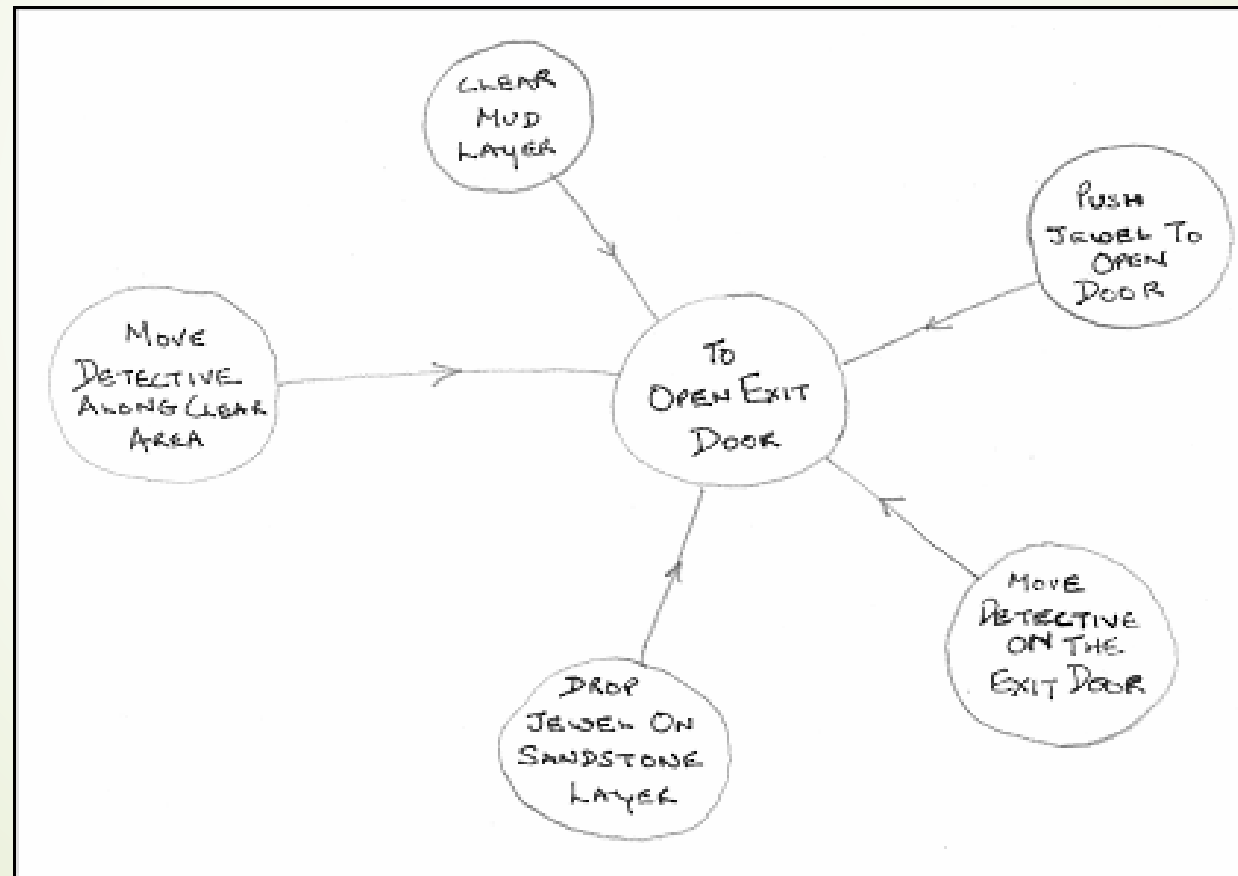 CLEAR
MUD
LAYER
PUSH
JEWEL TO
OPEN
DOOR
MOVE
DETECTIVE
ALONG CLEAR
AREA
TO
OPEN EXIT
DOOR
MOVE
DETECTIVE
ON THE
EXIT DOOR
DROP
JEWEL ON
SANDSTONE
LAYER